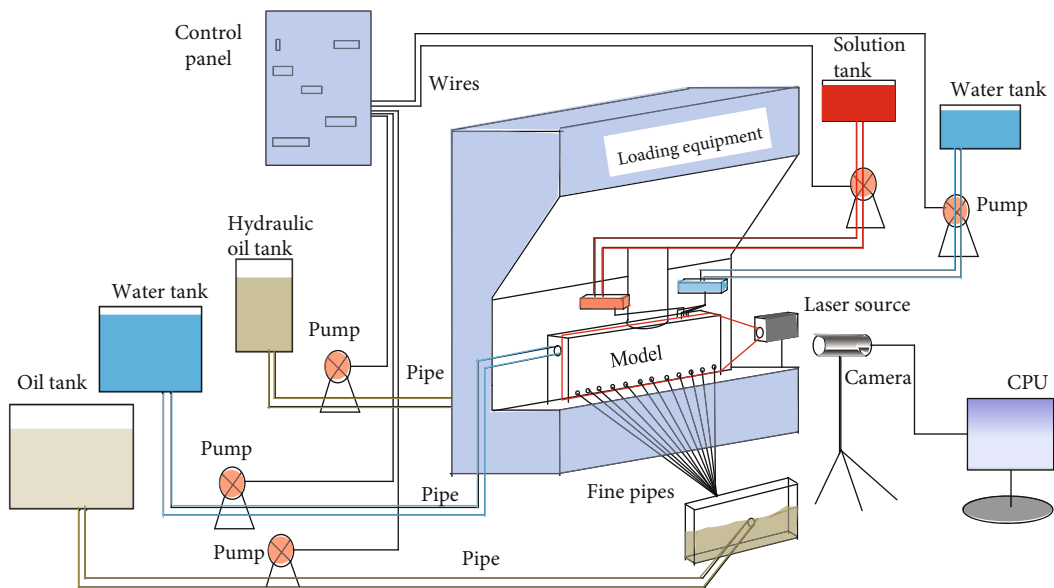 Control
panel
Wires
Solution
tank
Water tank
Loading equipment
Pump
Hydraulic
oil tank
Water tank
Pump
Laser source
Oil tank
Pipe
Model
Camera
CPU
Pump
Pipe
Fine pipes
Pump
Pipe